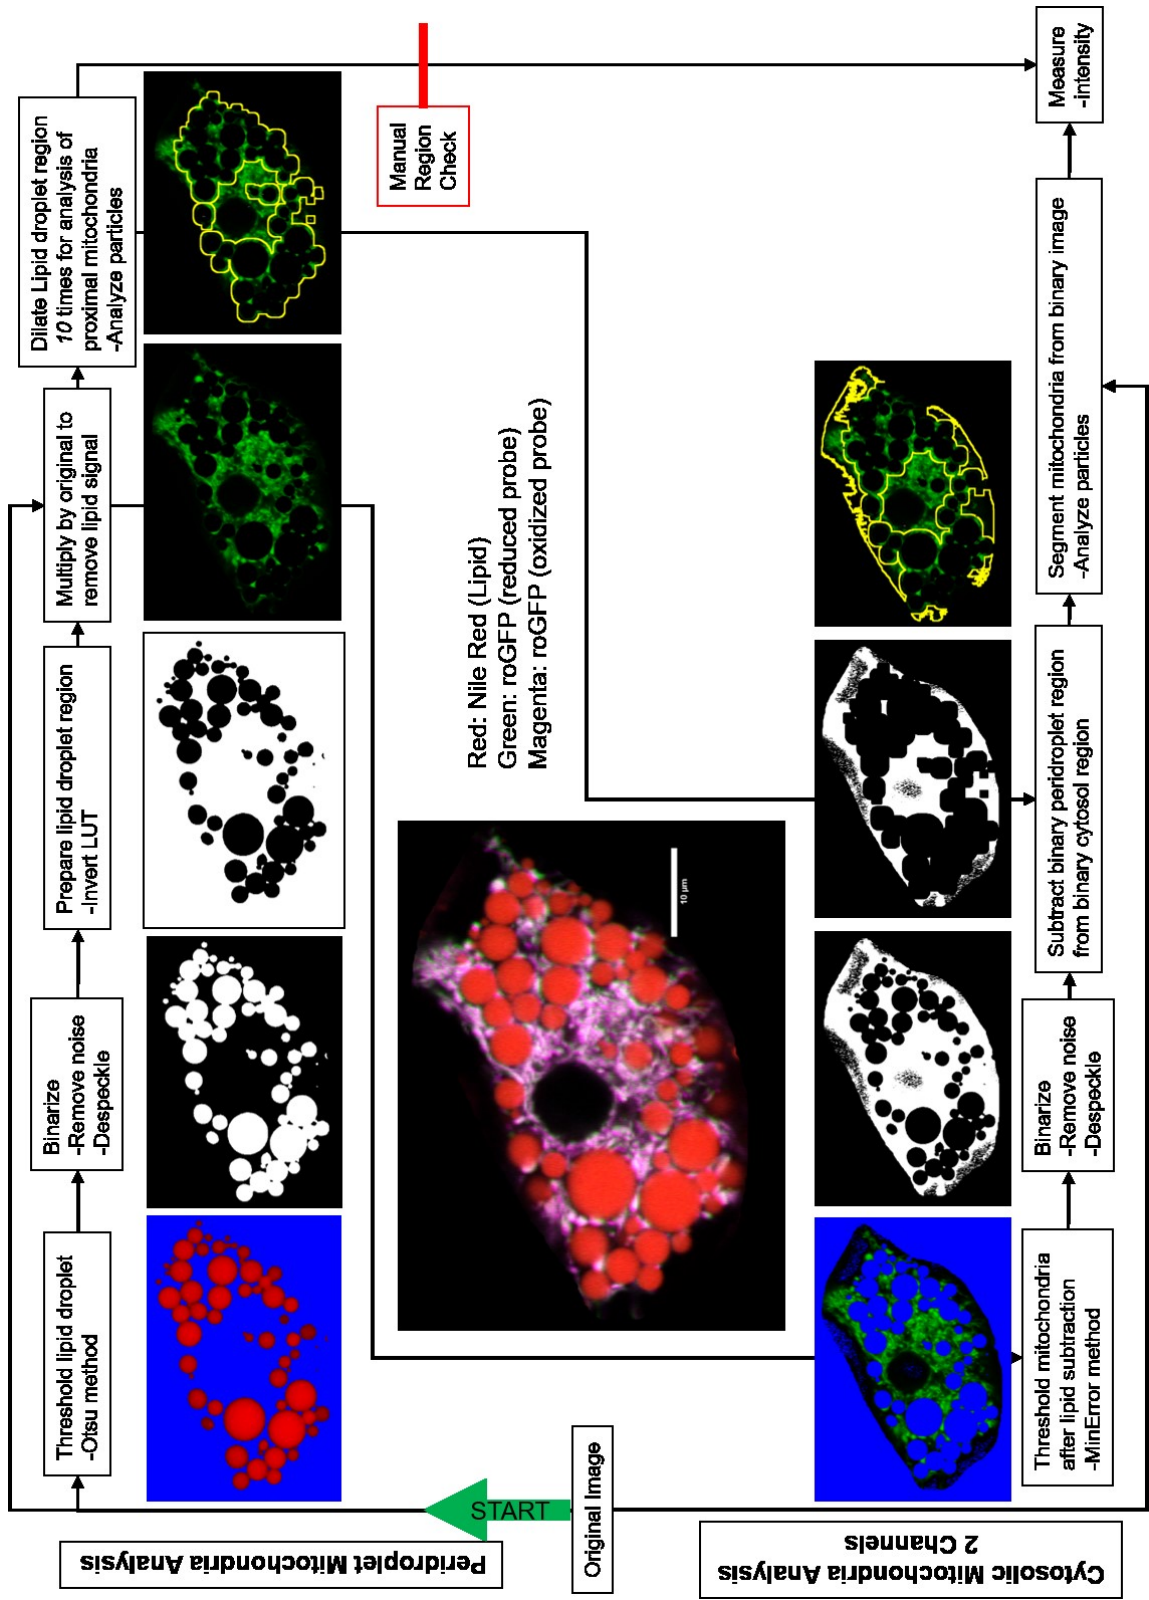 Peridroplet Mitochondria Analysis
Threshold lipid droplet
-Otsu method
Binarize
-Remove noise
-Despeckle
Prepare lipid droplet region
-Invert LUT
Multiply by original to
remove lipid signal
Dilate Lipid droplet region
10 times for analysis of
proximal mitochondria
-Analyze particles
Original Image
START
10 µm
Red: Nile Red (Lipid)
Green: roGFP (reduced probe)
Magenta: roGFP (oxidized probe)
Manual
Region
Check
Cytosolic Mitochondria Analysis
2 Channels
Threshold mitochondria
after lipid subtraction
-MinError method
Binarize
-Remove noise
-Despeckle
Subtract binary peridroplet region
from binary cytosol region
Segment mitochondria from binary image
-Analyze particles
Measure
-intensity